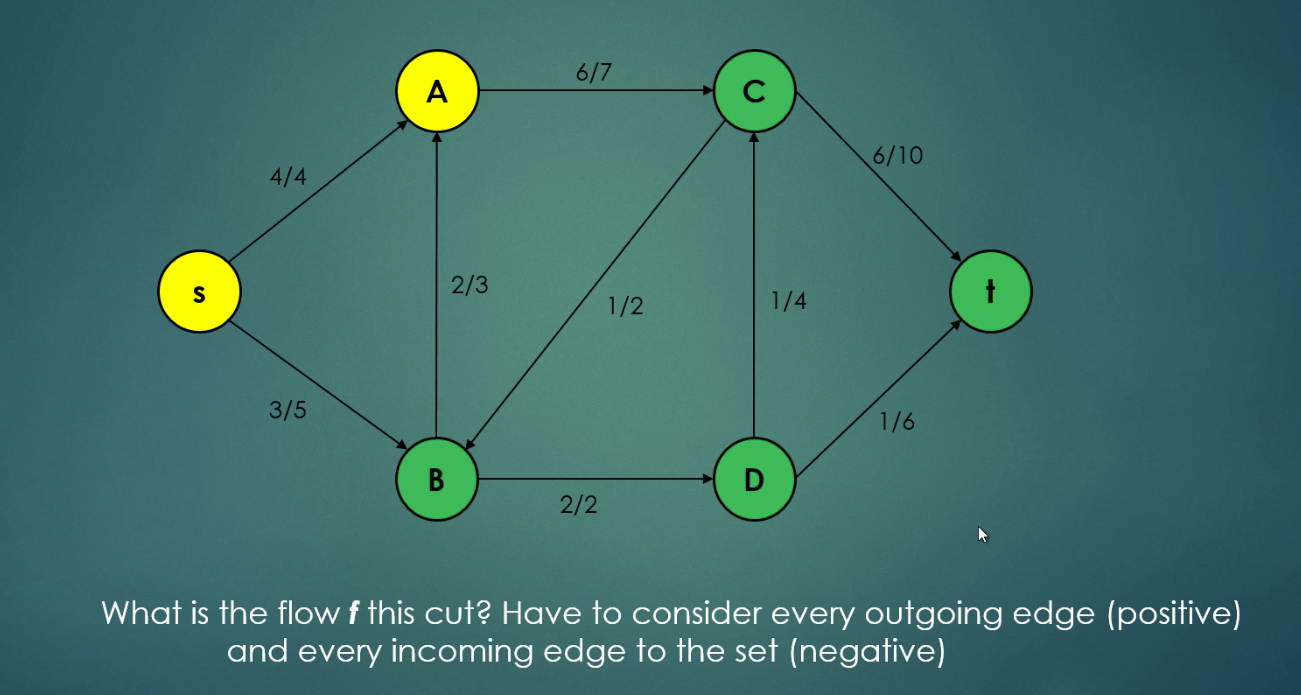 A
6/7
C
4/4
6/10
s
2/3
1/2
1/4
t
3/5
1/6
B
2/2
D
What is the flow f this cut? Have to consider every outgoing edge (positive)
and every incoming edge to the set (negative)